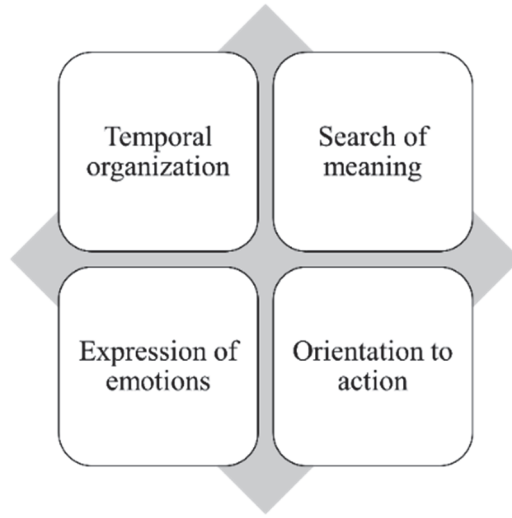 Temporal
organization
Search of
meaning
Expression of
emotions
Orientation to
action